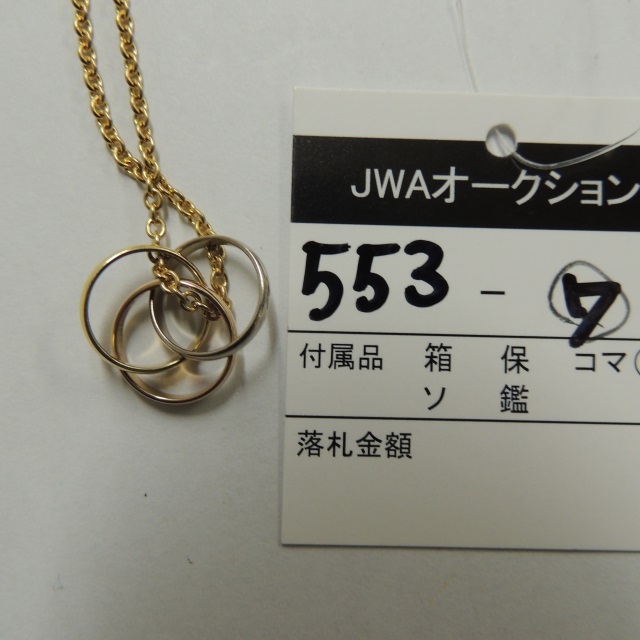 JWAオークション
553 - 7
付属品 箱 保 コマ(
ソ 鑑
落札金額